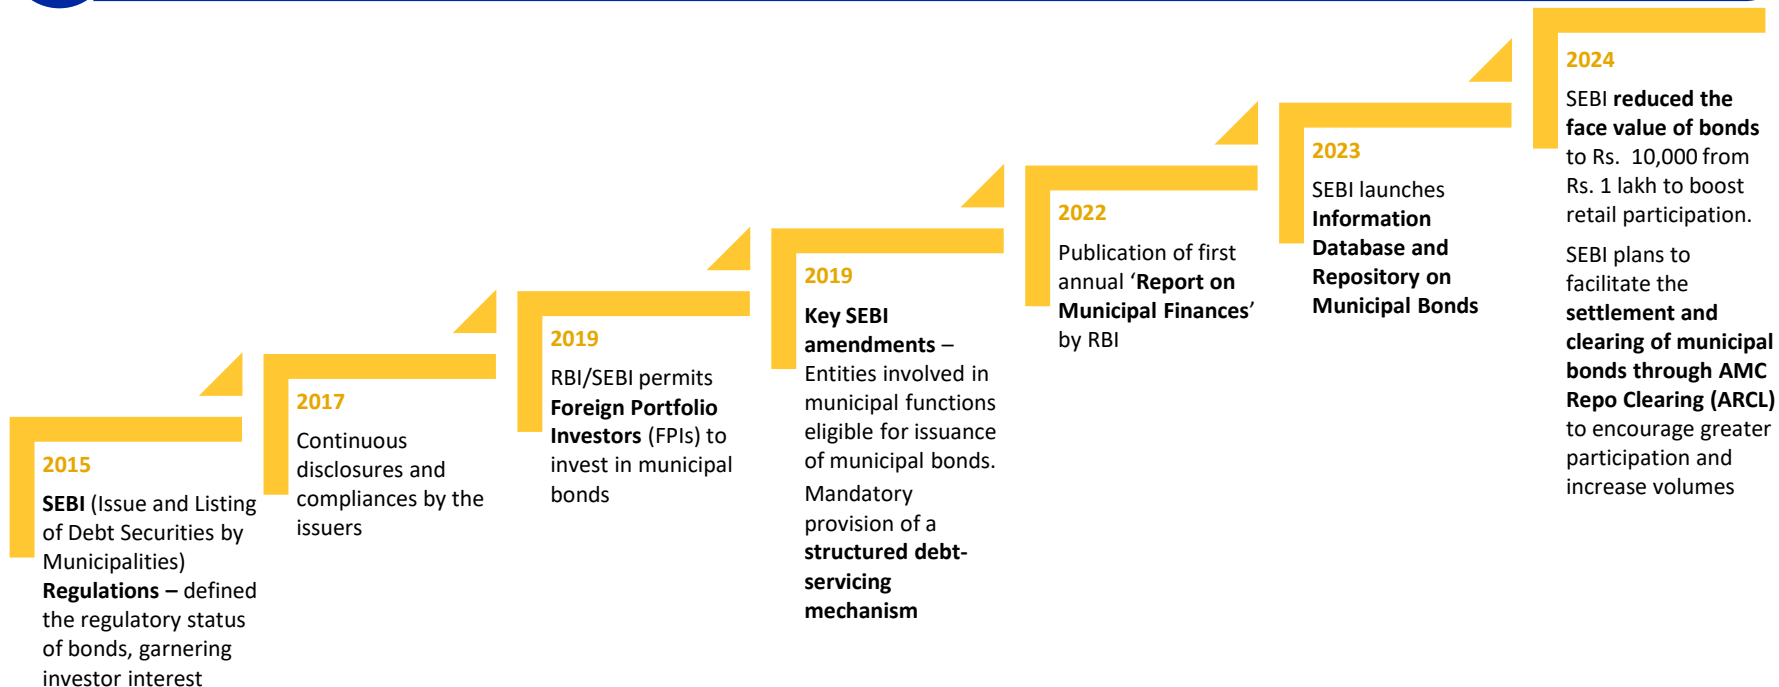 2015
SEBI (Issue and Listing
of Debt Securities by
Municipalities)
Regulations – defined
the regulatory status
of bonds, garnering
investor interest
2017
Continuous
disclosures and
compliances by the
issuers
2019
RBI/SEBI permits
Foreign Portfolio
Investors (FPIs) to
invest in municipal
bonds
2019
Key SEBI
amendments –
Entities involved in
municipal functions
eligible for issuance
of municipal bonds.
Mandatory
provision of a
structured debt-
servicing
mechanism
2022
Publication of first
annual ‘Report on
Municipal Finances’
by RBI
2023
SEBI launches
Information
Database and
Repository on
Municipal Bonds
2024
SEBI reduced the
face value of bonds
to Rs. 10,000 from
Rs. 1 lakh to boost
retail participation.
SEBI plans to
facilitate the
settlement and
clearing of municipal
bonds through AMC
Repo Clearing (ARCL)
to encourage greater
participation and
increase volumes